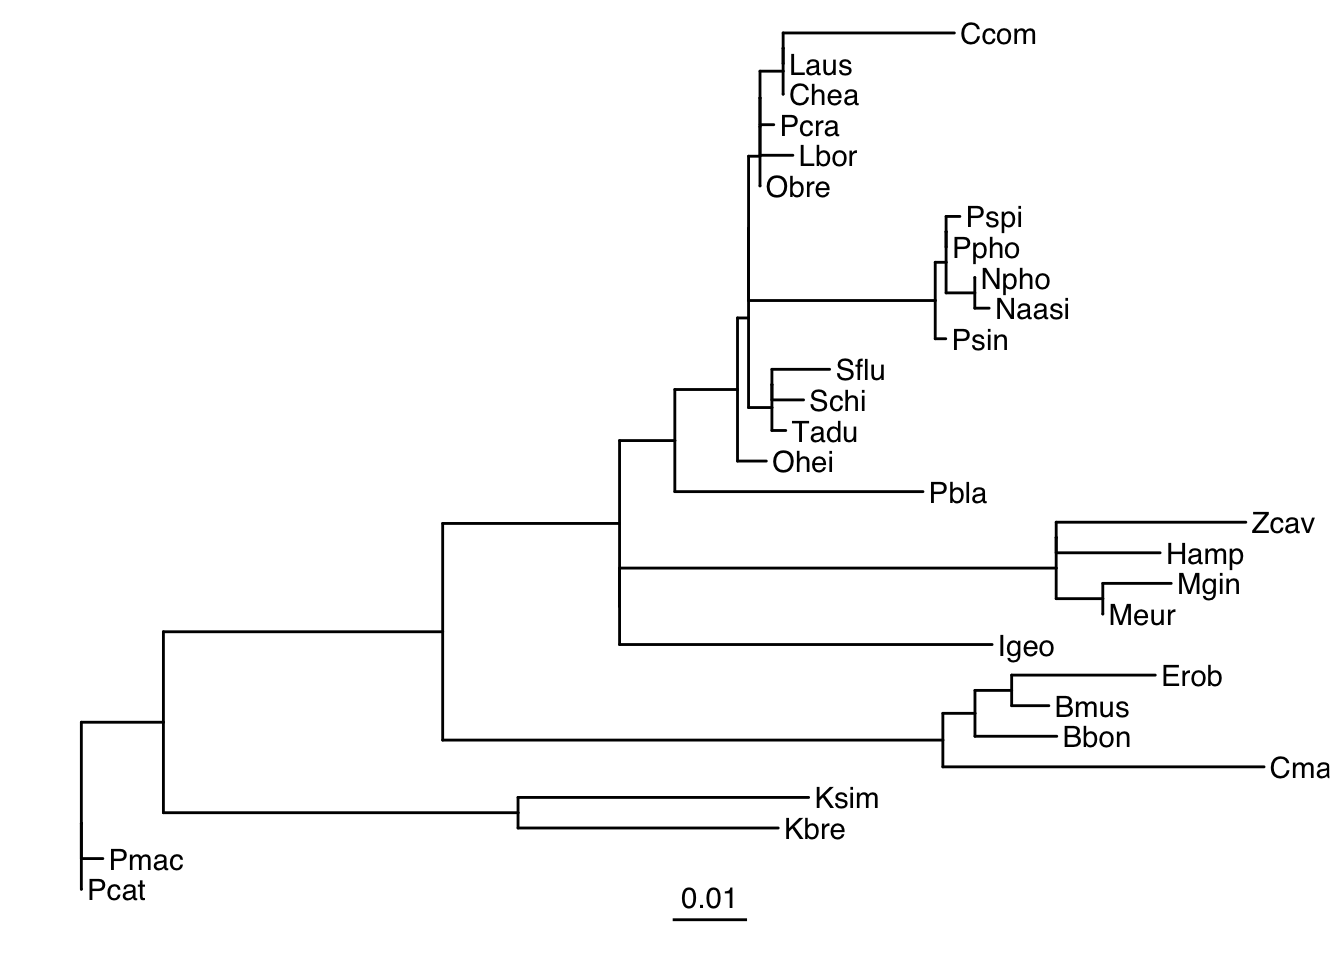 Ccom
Laus
Chea
Pcra
Lbor
Obre
Pspi
Ppho
Npho
Naasi
Psin
Sflu
Schi
Tadu
Ohei
Pbla
Zcav
Hamp
Mgin
Meur
Igeo
Erob
Bmus
Bbon
Cma
Ksim
Kbre
Pmac
Pcat
0.01